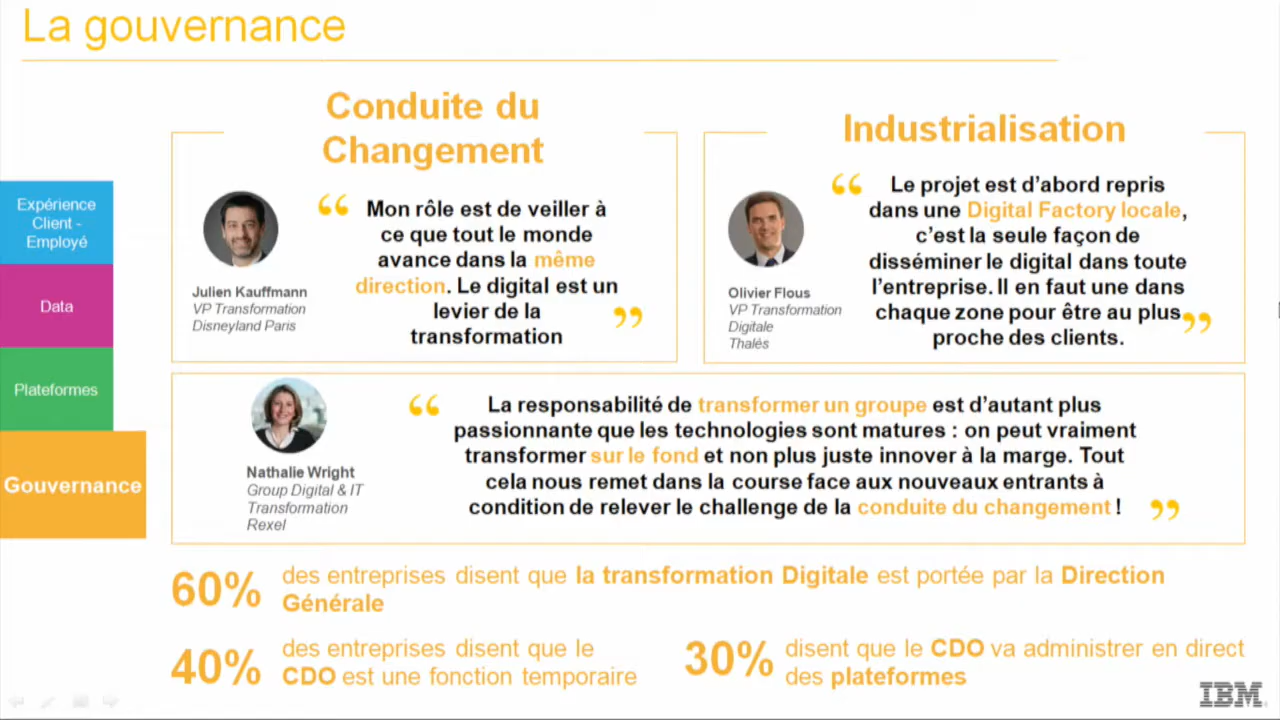 La gouvernance
Conduite du
Changement
Industrialisation
Expérience
Client -
Employé
Data
Plateformes
Gouvernance
“ Mon rôle est de veiller à
ce que tout le monde
avance dans la même
direction. Le digital est un
levier de la
transformation ”
Julien Kauffmann
VP Transformation
Disneyland Paris
“ Le projet est d’abord repris
dans une Digital Factory locale,
c’est la seule façon de
disséminer le digital dans toute
l’entreprise. Il en faut une dans
chaque zone pour être au plus
proche des clients. ”
Olivier Flous
VP Transformation
Digitale
Thalés
“ La responsabilité de transformer un groupe est d’autant plus
passionnante que les technologies sont matures : on peut vraiment
transformer sur le fond et non plus juste innover à la marge. Tout
cela nous remet dans la course face aux nouveaux entrants à
condition de relever le challenge de la conduite du changement ! ”
Nathalie Wright
Group Digital & IT
Transformation
Rexel
60% des entreprises disent que la transformation Digitale est portée par la Direction
Générale
40% des entreprises disent que le
CDO est une fonction temporaire
30% disent que le CDO va administrer en direct
des plateformes
IBM